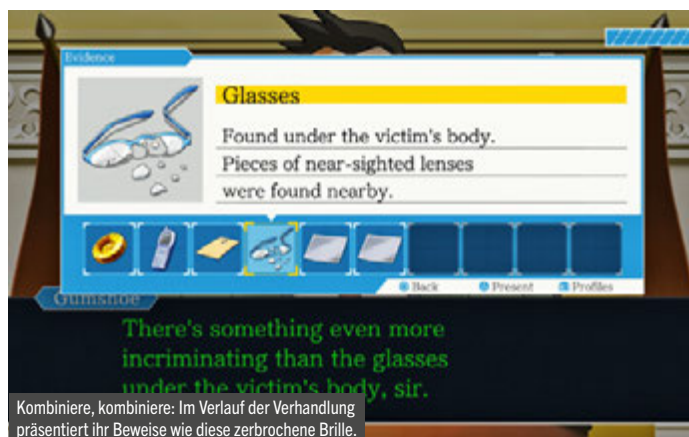 Evidence
Glasses
Found under the victim's body.
Pieces of near-sighted lenses
were found nearby.
Back Present Profiles
Gumshoe
There's something even more
incriminating than the glasses
under the victim's body, sir.
Kombiniere, kombiniere: Im Verlauf der Verhandlung
präsentiert ihr Beweise wie diese zerbrochene Brille.